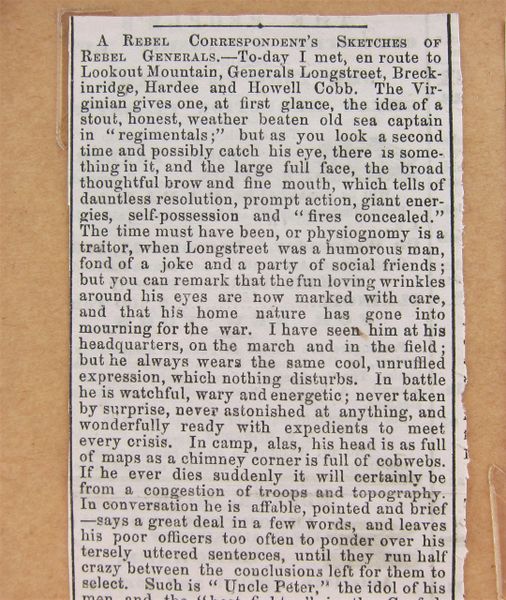 A REBEL CORRESPONDENT'S SKETCHES OF
REBEL GENERALS.—To-day I met, en route to
Lookout Mountain, Generals Longstreet, Breck-
inridge, Hardee and Howell Cobb. The Vir-
ginian gives one, at first glance, the idea of a
stout, honest, weather beaten old sea captain
in "regimentals;" but as you look a second
time and possibly catch his eye, there is some-
thing in it, and the large full face, the broad
thoughtful brow and fine mouth, which tells of
dauntless resolution, prompt action, giant ener-
gies, self-possession and "fires concealed."
The time must have been, or physiognomy is a
traitor, when Longstreet was a humorous man,
fond of a joke and a party of social friends;
but you can remark that the fun loving wrinkles
around his eyes are now marked with care,
and that his home nature has gone into
mourning for the war. I have seen him at his
headquarters, on the march and in the field;
but he always wears the same cool, unruffled
expression, which nothing disturbs. In battle
he is watchful, wary and energetic; never taken
by surprise, never astonished at anything, and
wonderfully ready with expedients to meet
every crisis. In camp, alas, his head is as full
of maps as a chimney corner is full of cobwebs.
If he ever dies suddenly it will certainly be
from a congestion of troops and topography.
In conversation he is affable, pointed and brief
—says a great deal in a few words, and leaves
his poor officers too often to ponder over his
tersely uttered sentences, until they run half
crazy between the conclusions left for them to
select. Such is "Uncle Peter," the idol of his
men and the